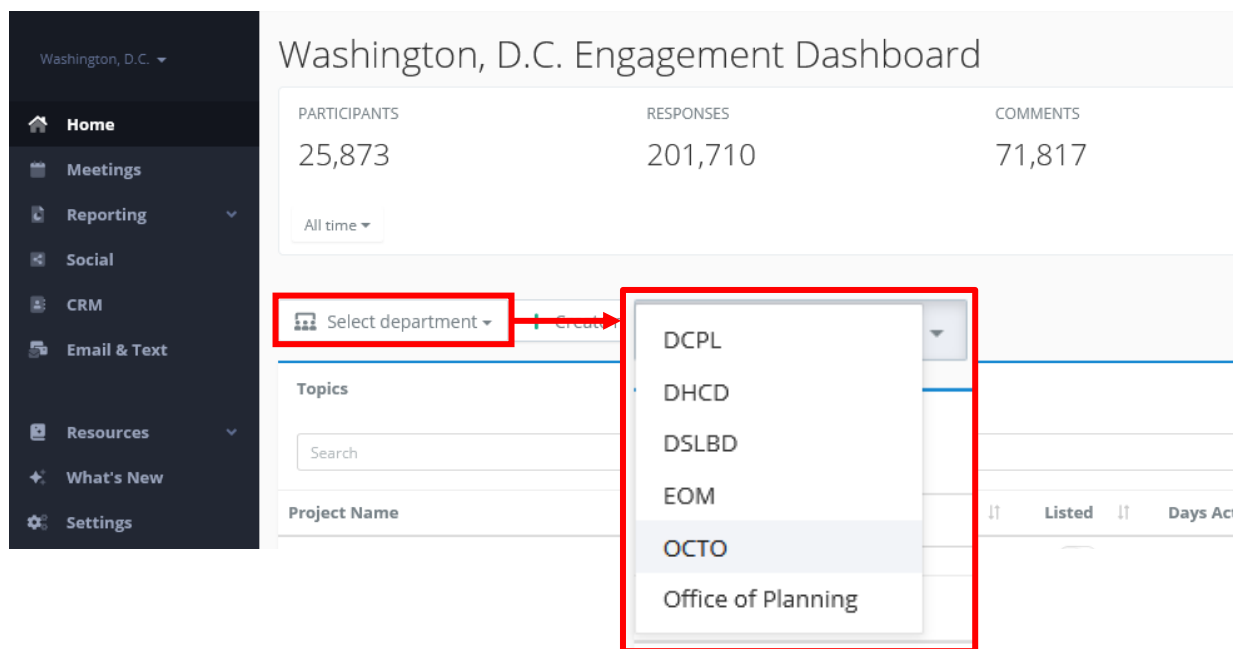 Washington, D.C.
Home
Meetings
Reporting
Social
CRM
Email & Text
Resources
What's New
Settings
Washington, D.C. Engagement Dashboard
PARTICIPANTS
RESPONSES
COMMENTS
25,873
201,710
71,817
All time
Select department
DCPL
DHCD
DSLBD
EOM
OCTO
Office of Planning
Topics
Search
Project Name
Listed
Days